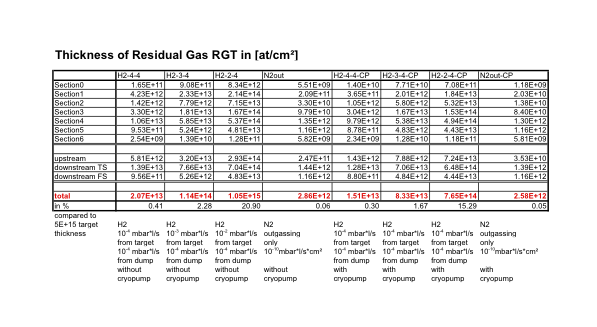 Thickness of Residual Gas RGT in [at/cm²]
H2-4-4 H2-3-4 H2-2-4 N2out H2-4-4-CP H2-3-4-CP H2-2-4-CP N2out-CP
Section0 1.65E+11 9.08E+11 8.34E+12 5.51E+09 1.40E+10 7.71E+10 7.08E+11 1.18E+09
Section1 4.23E+12 2.33E+13 2.14E+14 2.09E+11 3.65E+11 2.01E+12 1.84E+13 2.03E+10
Section2 1.42E+12 7.79E+12 7.15E+13 3.30E+10 1.05E+12 5.80E+12 5.32E+13 1.38E+10
Section3 3.30E+12 1.81E+13 1.67E+14 9.79E+10 3.04E+12 1.67E+13 1.53E+14 8.40E+10
Section4 1.06E+13 5.85E+13 5.37E+14 1.35E+12 9.79E+12 5.38E+13 4.94E+14 1.30E+12
Section5 9.53E+11 5.24E+12 4.81E+13 1.16E+12 8.78E+11 4.83E+12 4.43E+13 1.16E+12
Section6 2.54E+09 1.39E+10 1.28E+11 5.82E+09 2.34E+09 1.28E+10 1.18E+11 5.81E+09
upstream 5.81E+12 3.20E+13 2.93E+14 2.47E+11 1.43E+12 7.88E+12 7.24E+13 3.53E+10
downstream TS 1.39E+13 7.66E+13 7.04E+14 1.44E+12 1.28E+13 7.06E+13 6.48E+14 1.39E+12
downstream FS 9.56E+11 5.26E+12 4.83E+13 1.16E+12 8.80E+11 4.84E+12 4.44E+13 1.16E+12
total 2.07E+13 1.14E+14 1.05E+15 2.86E+12 1.51E+13 8.33E+13 7.65E+14 2.58E+12
in % 0.41 2.28 20.90 0.06 0.30 1.67 15.29 0.05
compared to
5E+15 target H2 H2 H2 N2 H2 H2 H2 N2
thickness 10⁻⁴ mbar*l/s 10⁻³ mbar*l/s 10⁻² mbar*l/s outgassing 10⁻⁴ mbar*l/s 10⁻³ mbar*l/s 10⁻² mbar*l/s outgassing
from target from target from target only from target from target from target only
10⁻⁴ mbar*l/s 10⁻⁴ mbar*l/s 10⁻⁴ mbar*l/s 10⁻¹⁰mbar*l/s*cm² 10⁻⁴ mbar*l/s 10⁻⁴ mbar*l/s 10⁻⁴ mbar*l/s 10⁻¹⁰mbar*l/s*cm²
from dump from dump from dump from dump from dump from dump
without without without without with with with with
cryopump cryopump cryopump cryopump cryopump cryopump cryopump cryopump